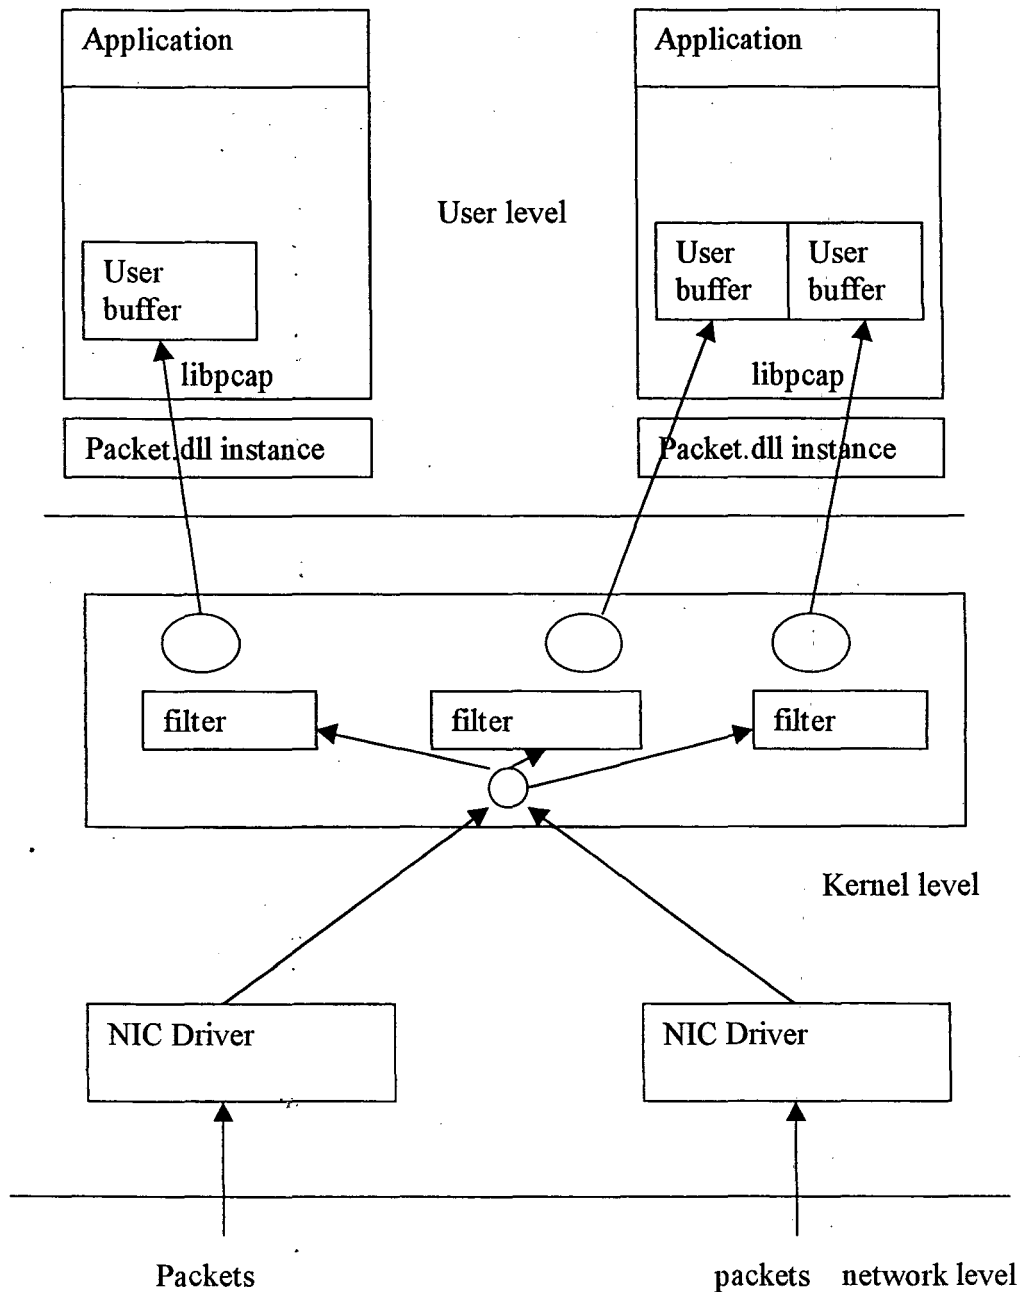 Application
Application
User level
User
buffer
User
buffer
User
buffer
libpcap
libpcap
Packet.dll instance
Packet.dll instance
filter
filter
filter
Kernel level
NIC Driver
NIC Driver
Packets
packets
network level